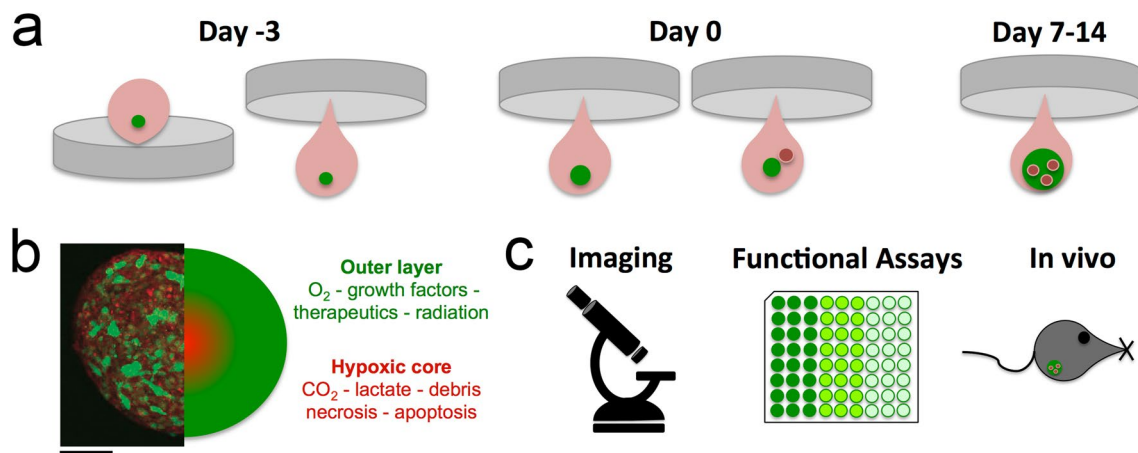 a
Day -3
Day 0
Day 7-14
b
Outer layer
O₂ - growth factors -
therapeutics - radiation
Hypoxic core
CO₂ - lactate - debris
necrosis - apoptosis
c
Imaging
Functional Assays
In vivo